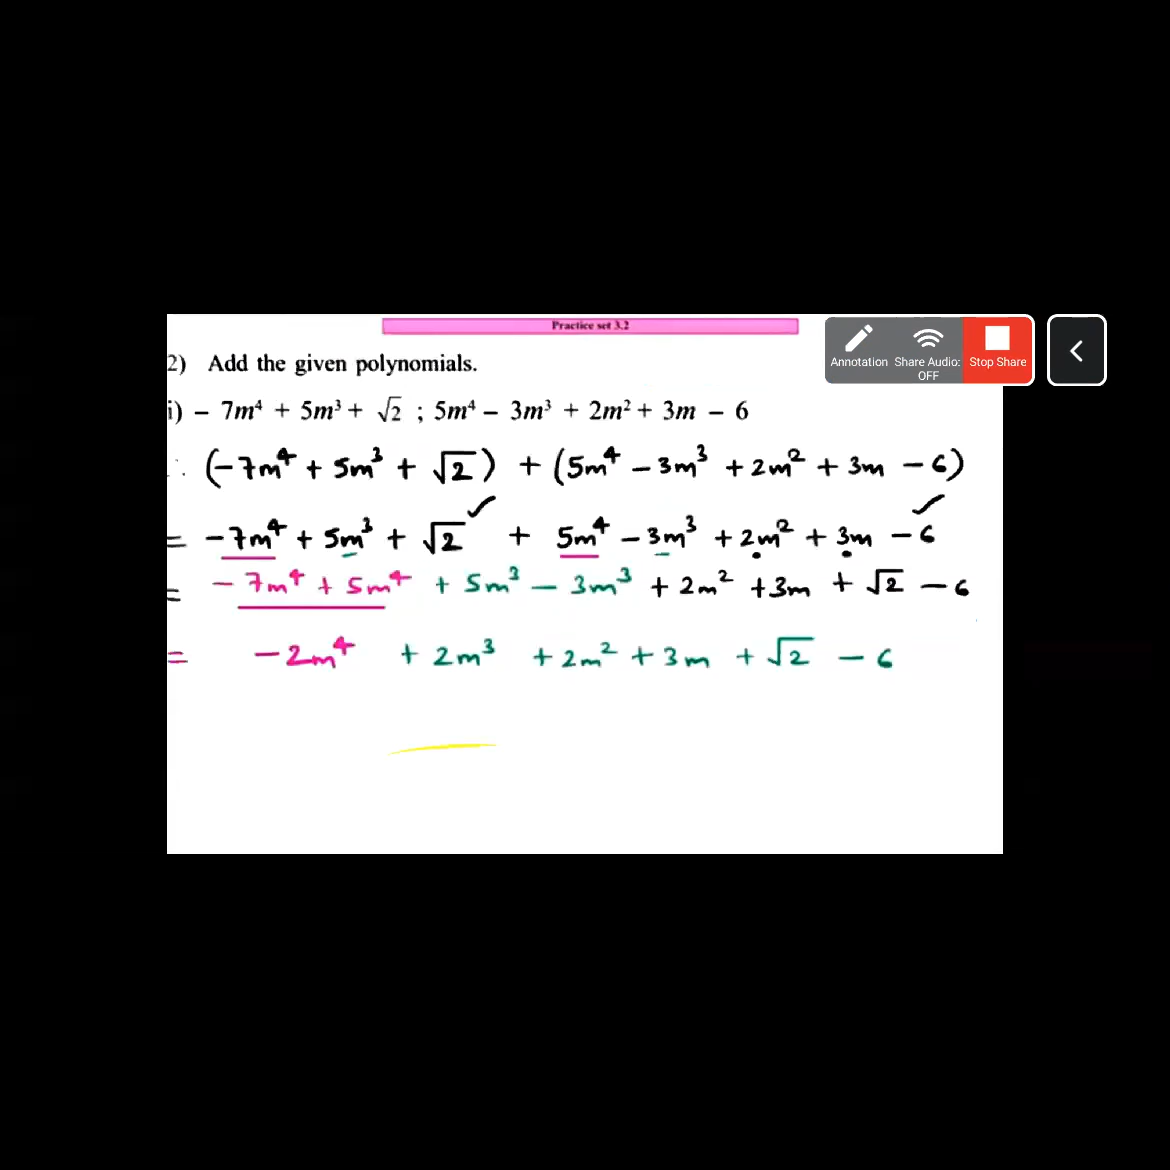 Practice set 3.2
Annotation
Share Audio: OFF
Stop Share
2) Add the given polynomials.
i) − 7m⁴ + 5m³ + √2 ; 5m⁴ − 3m³ + 2m² + 3m − 6
∴ (−7m⁴ + 5m³ + √2) + (5m⁴ − 3m³ + 2m² + 3m − 6)
= −7m⁴ + 5m³ + √2 + 5m⁴ − 3m³ + 2m² + 3m − 6
= −7m⁴ + 5m⁴ + 5m³ − 3m³ + 2m² + 3m + √2 − 6
= −2m⁴ + 2m³ + 2m² + 3m + √2 − 6